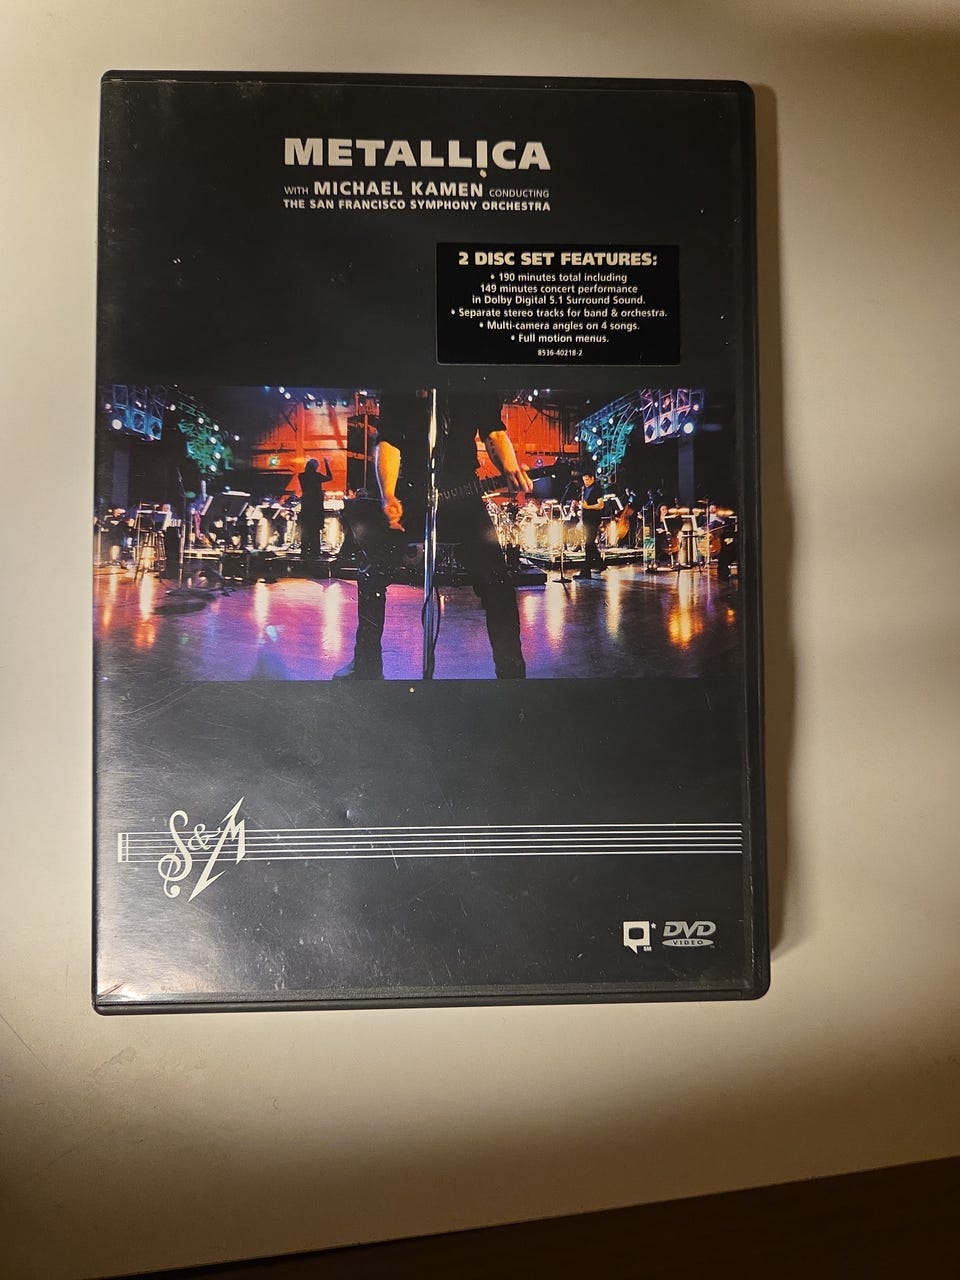 METALLICA
WITH MICHAEL KAMEN CONDUCTING
THE SAN FRANCISCO SYMPHONY ORCHESTRA
2 DISC SET FEATURES:
• 190 minutes total including
149 minutes concert performance
in Dolby Digital 5.1 Surround Sound.
• Separate stereo tracks for band & orchestra.
• Multi-camera angles on 4 songs.
• Full motion menus.
8536-40218-2
S&M
DVD
VIDEO